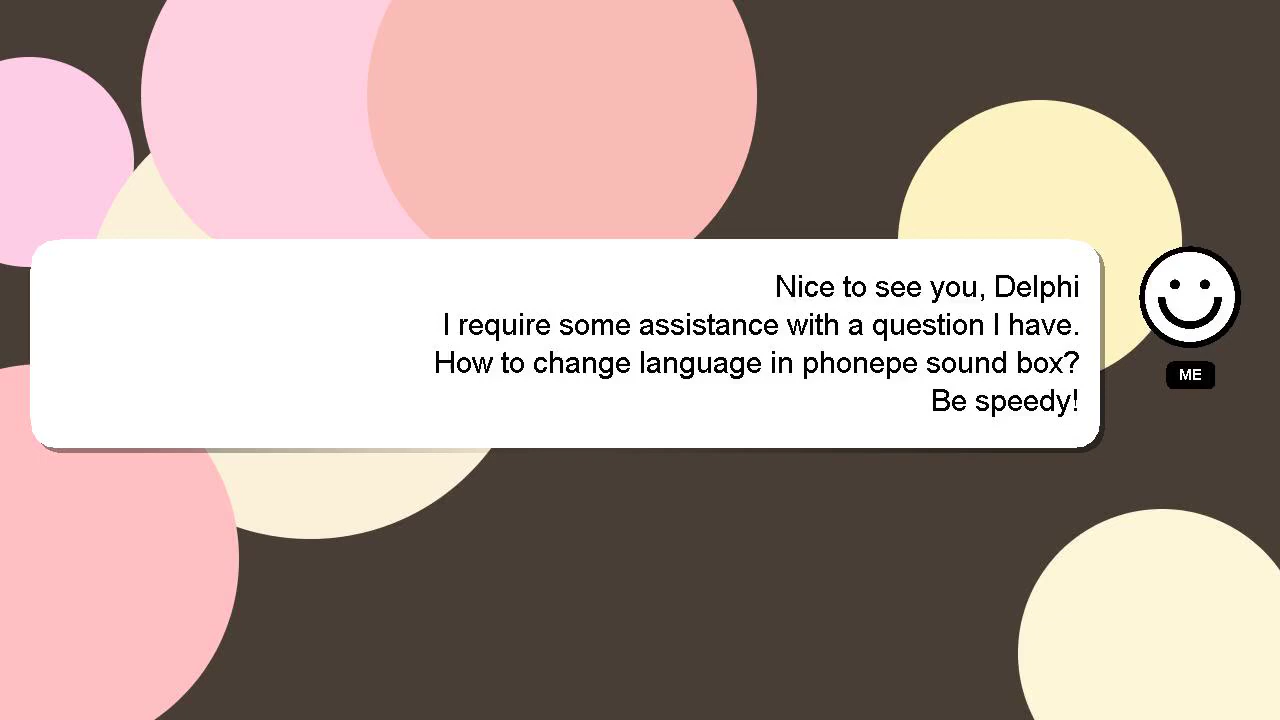 Nice to see you, Delphi
I require some assistance with a question I have.
How to change language in phonepe sound box?
Be speedy!
ME